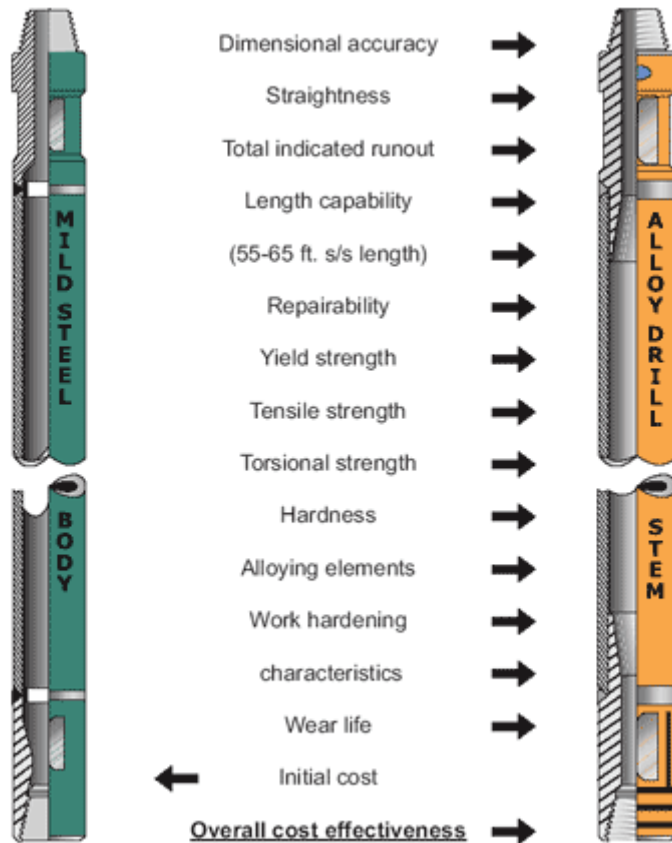 Dimensional accuracy
Straightness
Total indicated runout
Length capability
(55-65 ft. s/s length)
Repairability
Yield strength
Tensile strength
Torsional strength
Hardness
Alloying elements
Work hardening
characteristics
Wear life
Initial cost
Overall cost effectiveness
MILD STEEL
BODY
ALLOY DRILL
STEM